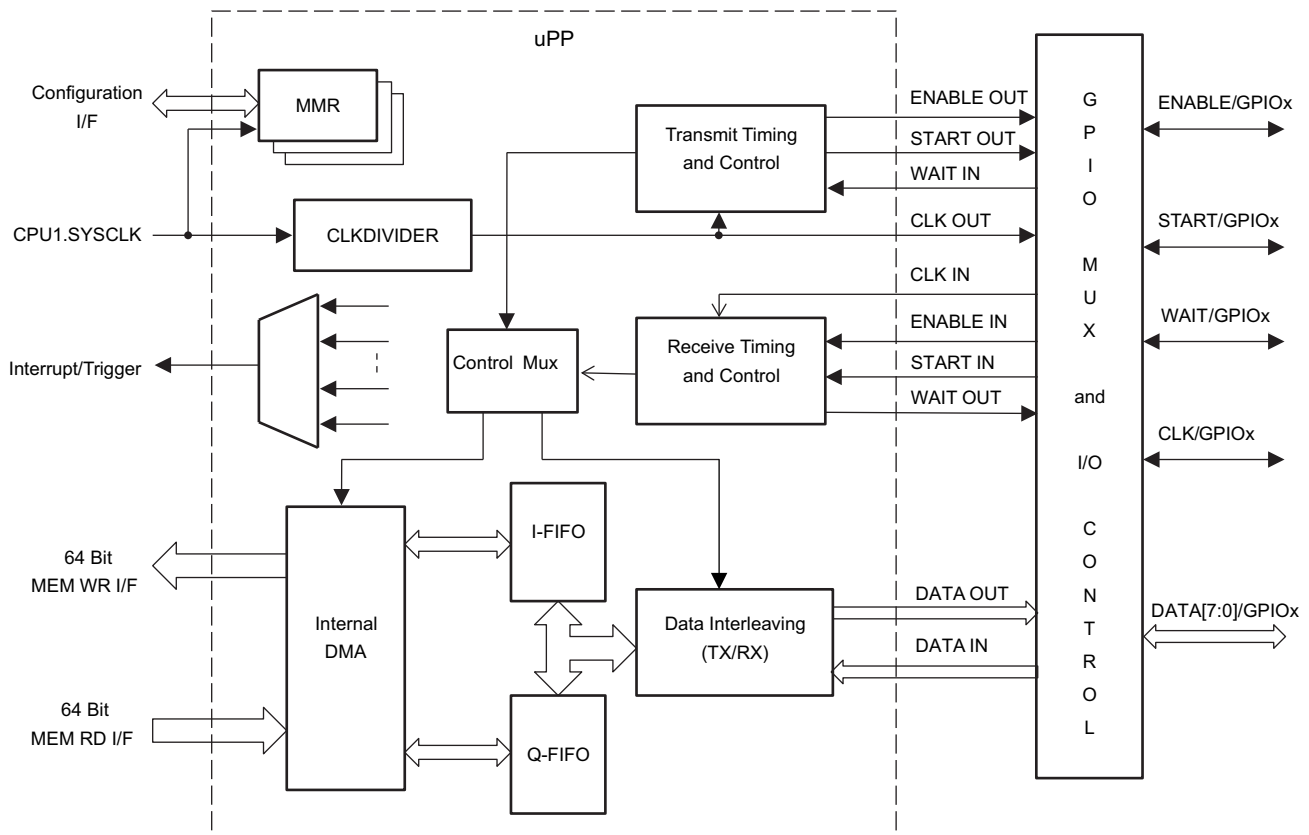 uPP
Configuration
I/F
MMR
CPU1.SYSCLK
CLKDIVIDER
Interrupt/Trigger
Transmit Timing
and Control
Control Mux
Receive Timing
and Control
ENABLE OUT
START OUT
WAIT IN
CLK OUT
CLK IN
ENABLE IN
START IN
WAIT OUT
64 Bit
MEM WR I/F
64 Bit
MEM RD I/F
Internal
DMA
I-FIFO
Q-FIFO
Data Interleaving
(TX/RX)
DATA OUT
DATA IN
GPIO
MUX
and
I/O
CONTROL
ENABLE/GPIOx
START/GPIOx
WAIT/GPIOx
CLK/GPIOx
DATA[7:0]/GPIOx